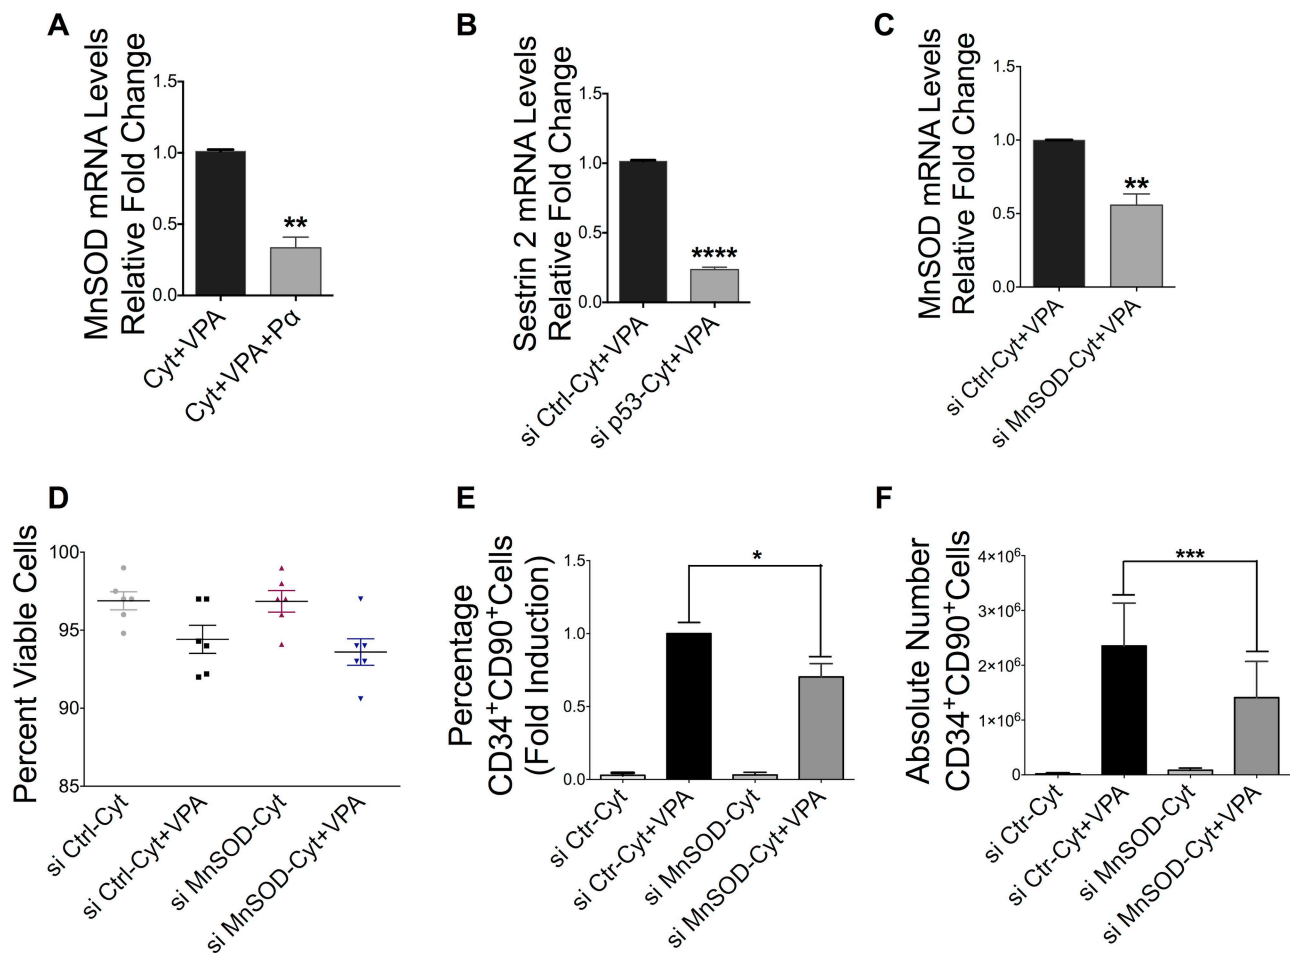 A
MnSOD mRNA Levels
Relative Fold Change
1.5
1.0
0.5
0.0
**
Cyt+VPA
Cyt+VPA+Pα
B
Sestrin 2 mRNA Levels
Relative Fold Change
1.5
1.0
0.5
0.0
****
si Ctrl-Cyt+VPA
si p53-Cyt+VPA
C
MnSOD mRNA Levels
Relative Fold Change
1.5
1.0
0.5
0.0
**
si Ctrl-Cyt+VPA
si MnSOD-Cyt+VPA
D
Percent Viable Cells
100
95
90
85
si Ctrl-Cyt
si Ctrl-Cyt+VPA
si MnSOD-Cyt
si MnSOD-Cyt+VPA
E
Percentage
CD34⁺CD90⁺Cells
(Fold Induction)
1.5
1.0
0.5
0.0
*
si Ctr-Cyt
si Ctr-Cyt+VPA
si MnSOD-Cyt
si MnSOD-Cyt+VPA
F
Absolute Number
CD34⁺CD90⁺Cells
4×10⁶
3×10⁶
2×10⁶
1×10⁶
0
***
si Ctr-Cyt
si Ctr-Cyt+VPA
si MnSOD-Cyt
si MnSOD-Cyt+VPA